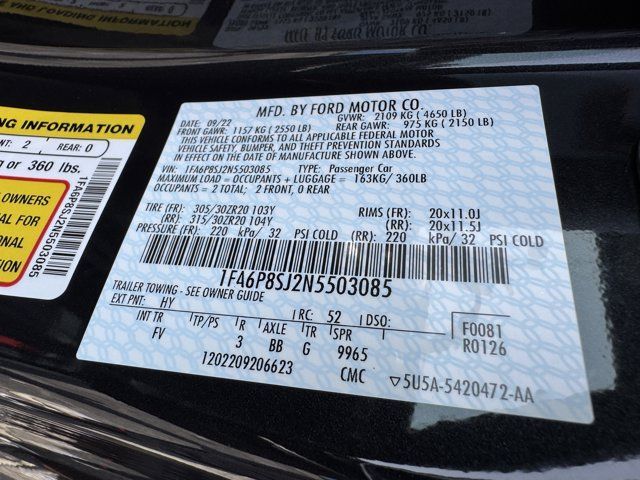 MFD. BY FORD MOTOR CO.
09/22 GVWR: 2109 KG ( 4650 LB)
FRONT GAWR: 1157 KG ( 2550 LB) REAR GAWR: 975 KG ( 2150 LB)
THIS VEHICLE CONFORMS TO ALL APPLICABLE FEDERAL MOTOR
VEHICLE SAFETY, BUMPER, AND THEFT PREVENTION STANDARDS
IN EFFECT ON THE DATE OF MANUFACTURE SHOWN ABOVE.
VIN: 1FA6P8SJ2N5503085 TYPE: Passenger Car
MAXIMUM LOAD = OCCUPANTS + LUGGAGE = 163KG/ 360LB
OCCUPANTS = 2 TOTAL; 2 FRONT, 0 REAR
TIRE (FR): 305/30ZR20 103Y RIMS (FR): 20x11.0J
(RR): 315/30ZR20 104Y (RR): 20x11.5J
PRESSURE (FR): 220 kPa/ 32 PSI COLD (RR): 220 kPa/ 32 PSI COLD
1FA6P8SJ2N5503085
TRAILER TOWING - SEE OWNER GUIDE
EXT PNT: HY RC: 52 DSO: F0081
INT TR TP/PS R AXLE TR SPR R0126
FV 3 BB G 9965
1202209206623 CMC ▽5U5A-5420472-AA
NG INFORMATION
NT: 2 REAR: 0
g or 360 lbs.
OWNERS
AL FOR
ONAL
TION
1FA6P8SJ2N5503085